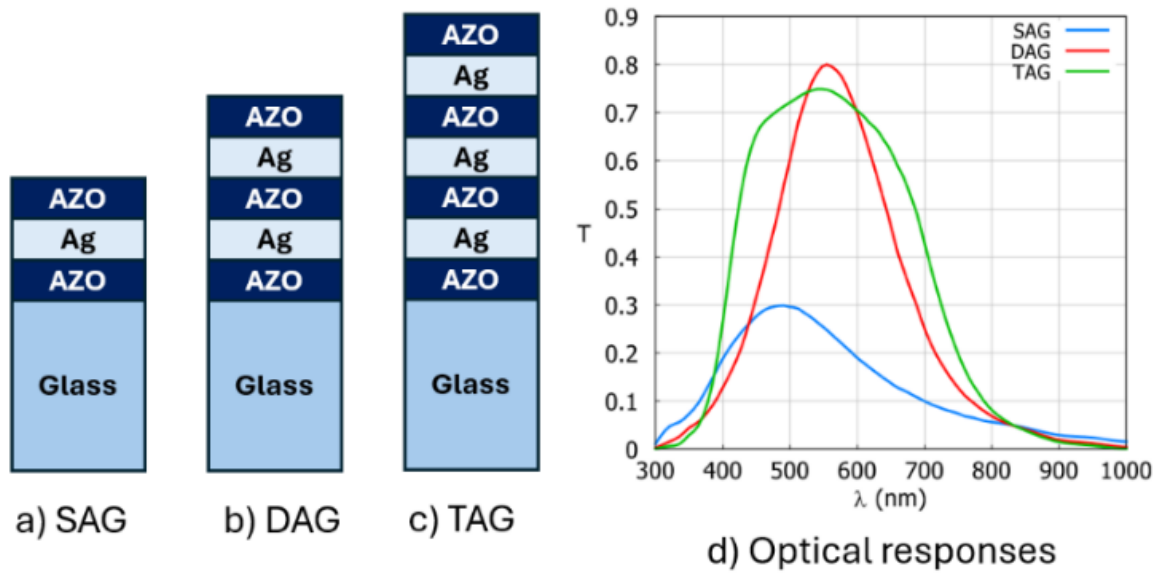 AZO
Ag
AZO
Glass
a) SAG
AZO
Ag
AZO
Ag
AZO
Glass
b) DAG
AZO
Ag
AZO
Ag
AZO
Ag
AZO
Glass
c) TAG
0.9
0.8
0.7
0.6
0.5
0.4
0.3
0.2
0.1
0
T
SAG
DAG
TAG
300 400 500 600 700 800 900 1000
λ (nm)
d) Optical responses